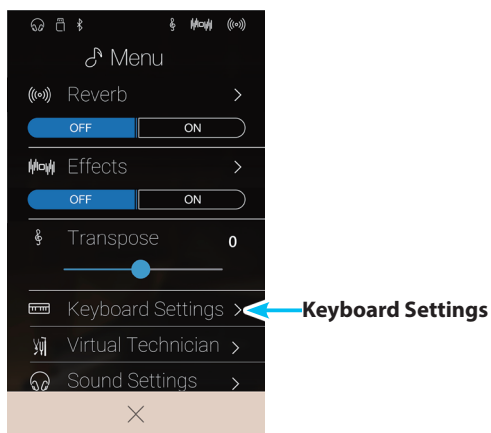 Menu
Reverb
OFF ON
Effects
OFF ON
Transpose 0
Keyboard Settings
Keyboard Settings
Virtual Technician
Sound Settings